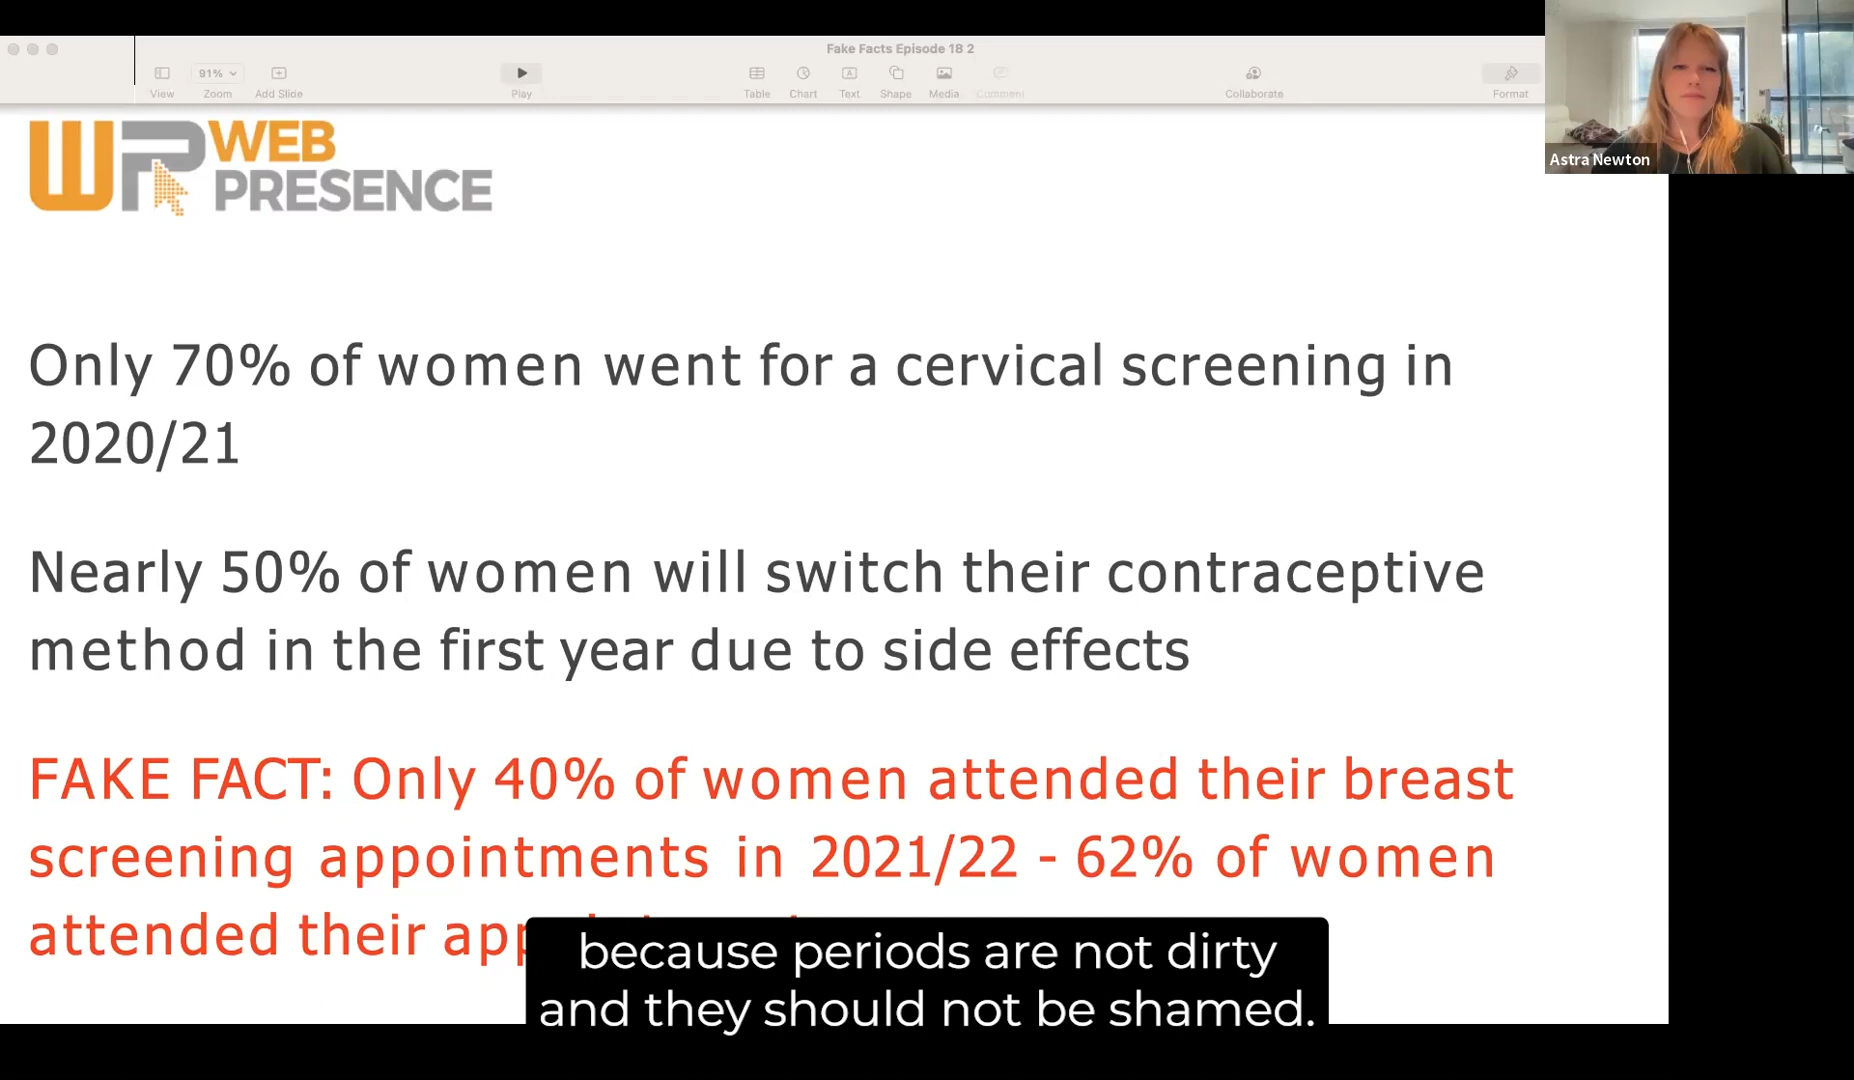 Fake Facts Episode 18 2
91%
View
Zoom
Add Slide
Play
Table
Chart
Text
Shape
Media
Comment
Collaborate
Format
Astra Newton
WP WEB
PRESENCE
Only 70% of women went for a cervical screening in
2020/21
Nearly 50% of women will switch their contraceptive
method in the first year due to side effects
FAKE FACT: Only 40% of women attended their breast
screening appointments in 2021/22 - 62% of women
attended their
because periods are not dirty
and they should not be shamed.